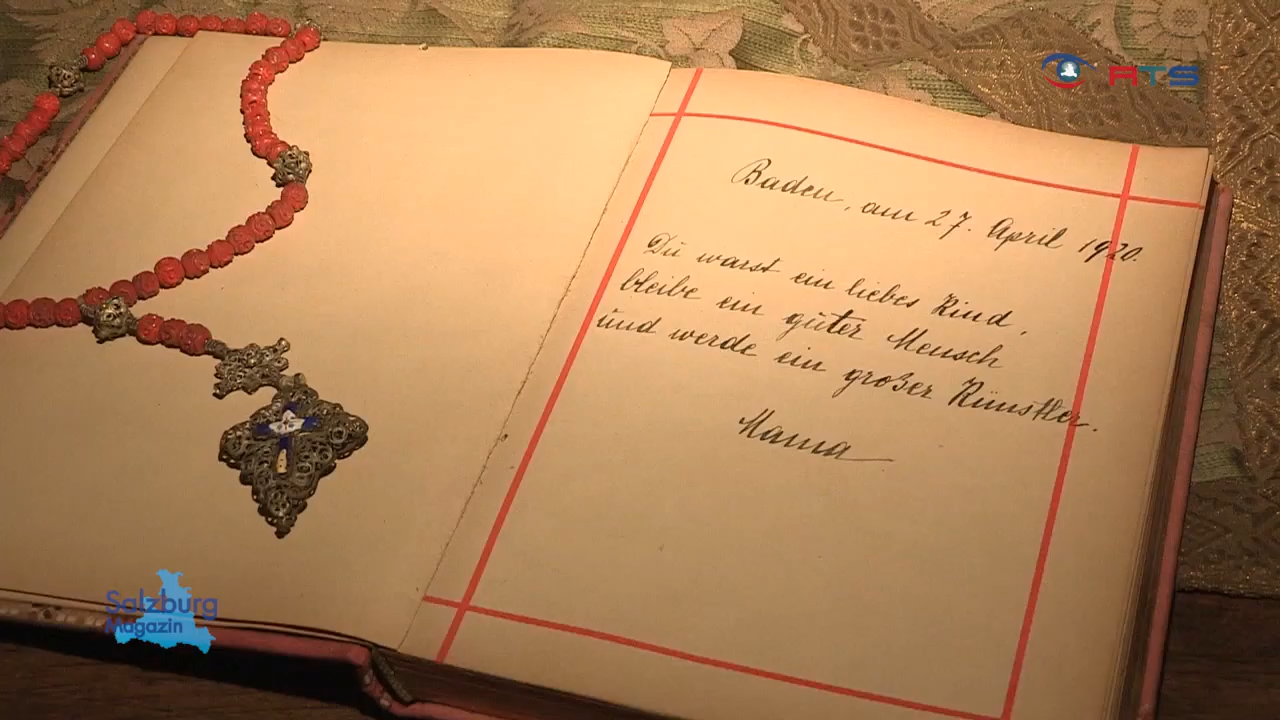 RTS
Baden, am 27. April 1920.
Du warst ein liebes Kind,
bleibe ein guter Mensch
und werde ein großer Künstler.
Mama
Salzburg
Magazin